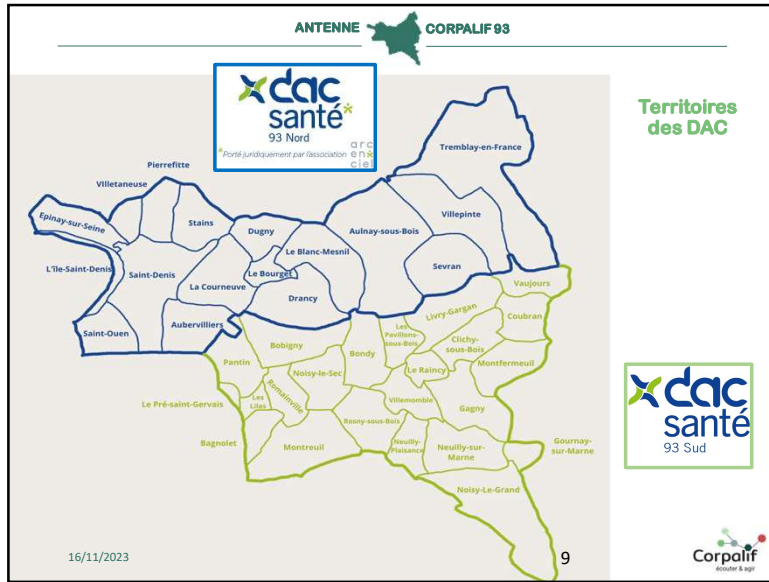 ANTENNE CORPALIF 93
dac
santé*
93 Nord
*Porté juridiquement par l'association
arc
en
ciel
Territoires
des DAC
Tremblay-en-France
Pierrefitte
Villetaneuse
Epinay-sur-Seine
Stains
Dugny
Aulnay-sous-Bois
Villepinte
Le Blanc-Mesnil
L'île-Saint-Denis
Saint-Denis
Le Bourget
Sevran
La Courneuve
Drancy
Vaujours
Saint-Ouen
Aubervilliers
Livry-Gargan
Coubran
Les
Pavillons-
sous-Bois
Clichy-
sous-Bois
Bobigny
Bondy
Montfermeuil
Pantin
Noisy-le-Sec
Le Raincy
Romainville
Les
Lilas
Villemomble
Le Pré-saint-Gervais
Gagny
Rosny-sous-Bois
Bagnolet
Montreuil
Neuilly-
Plaisance
Neuilly-sur-
Marne
Gournay-
sur-Marne
Noisy-Le-Grand
dac
santé
93 Sud
16/11/2023
9
Corpalif
écouter & agir